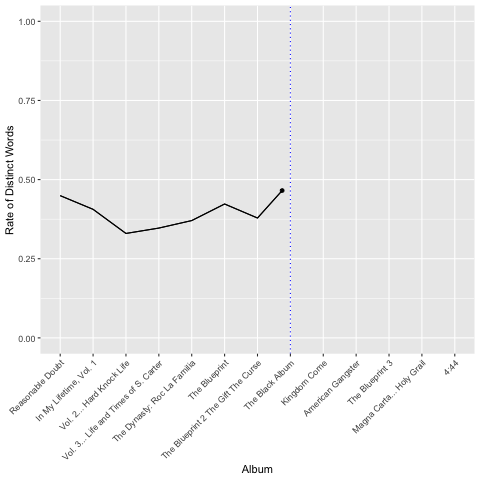 Rate of Distinct Words
1.00
0.75
0.50
0.25
0.00
Reasonable Doubt
In My Lifetime, Vol. 1
Vol. 2... Hard Knock Life
Vol. 3... Life and Times of S. Carter
The Dynasty: Roc La Familia
The Blueprint
The Blueprint 2 The Gift The Curse
The Black Album
Kingdom Come
American Gangster
The Blueprint 3
Magna Carta... Holy Grail
4:44
Album